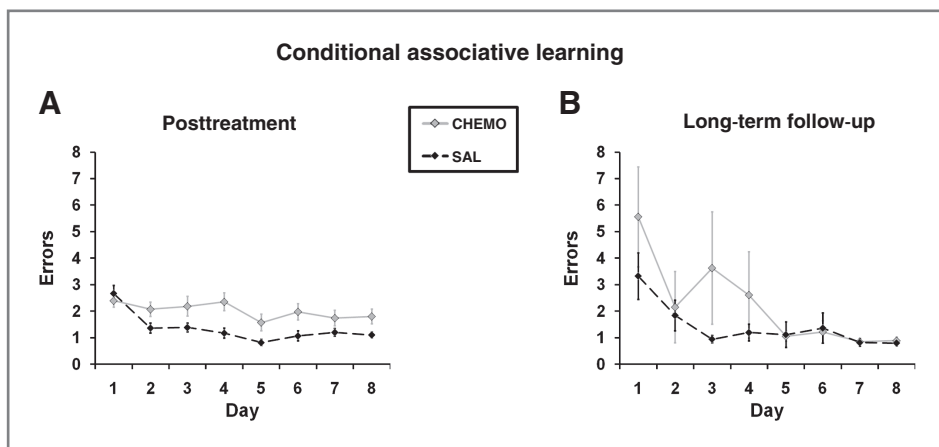 Conditional associative learning
A
Posttreatment
CHEMO
SAL
B
Long-term follow-up
Errors
8
7
6
5
4
3
2
1
0
1 2 3 4 5 6 7 8
Day
Errors
8
7
6
5
4
3
2
1
0
1 2 3 4 5 6 7 8
Day